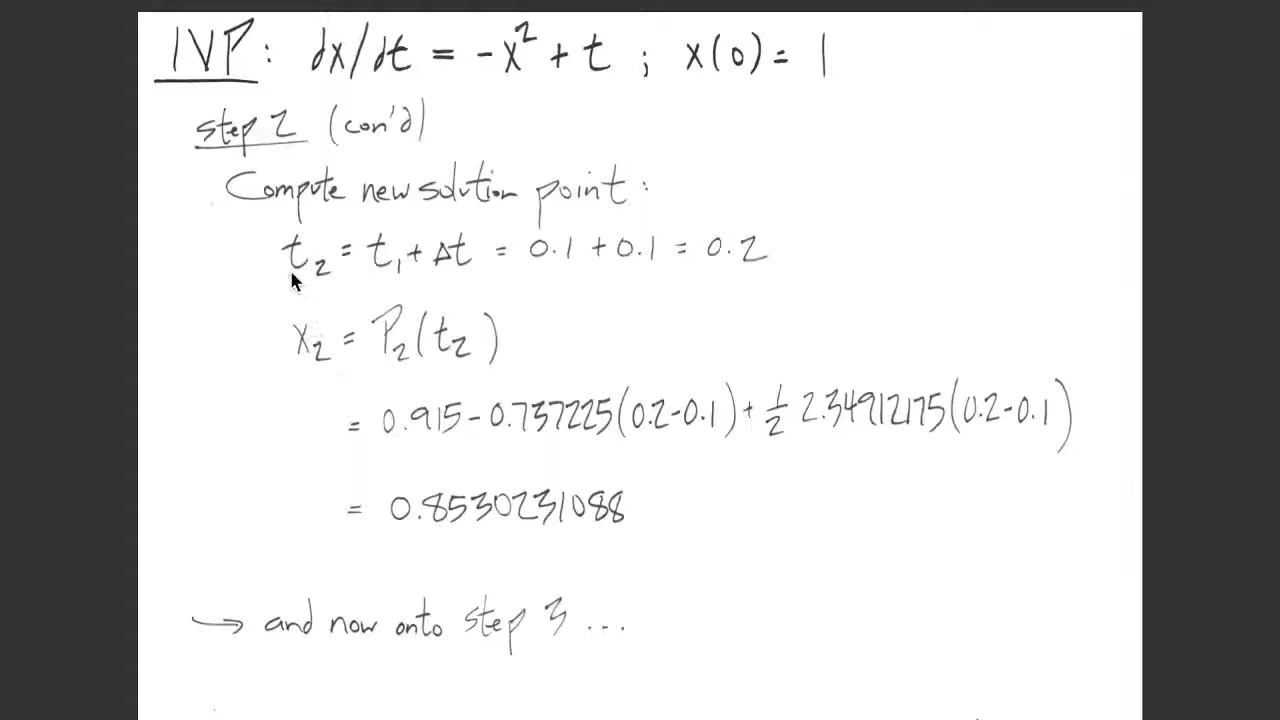 IVP: dx/dt = -x² + t ; x(0) = 1
step 2 (con'd)
Compute new solution point:
t₂ = t₁ + Δt = 0.1 + 0.1 = 0.2
x₂ = P₂(t₂)
= 0.915 - 0.737225(0.2-0.1) + ½ 2.34912175(0.2-0.1)
= 0.8530231088
→ and now onto step 3 ...